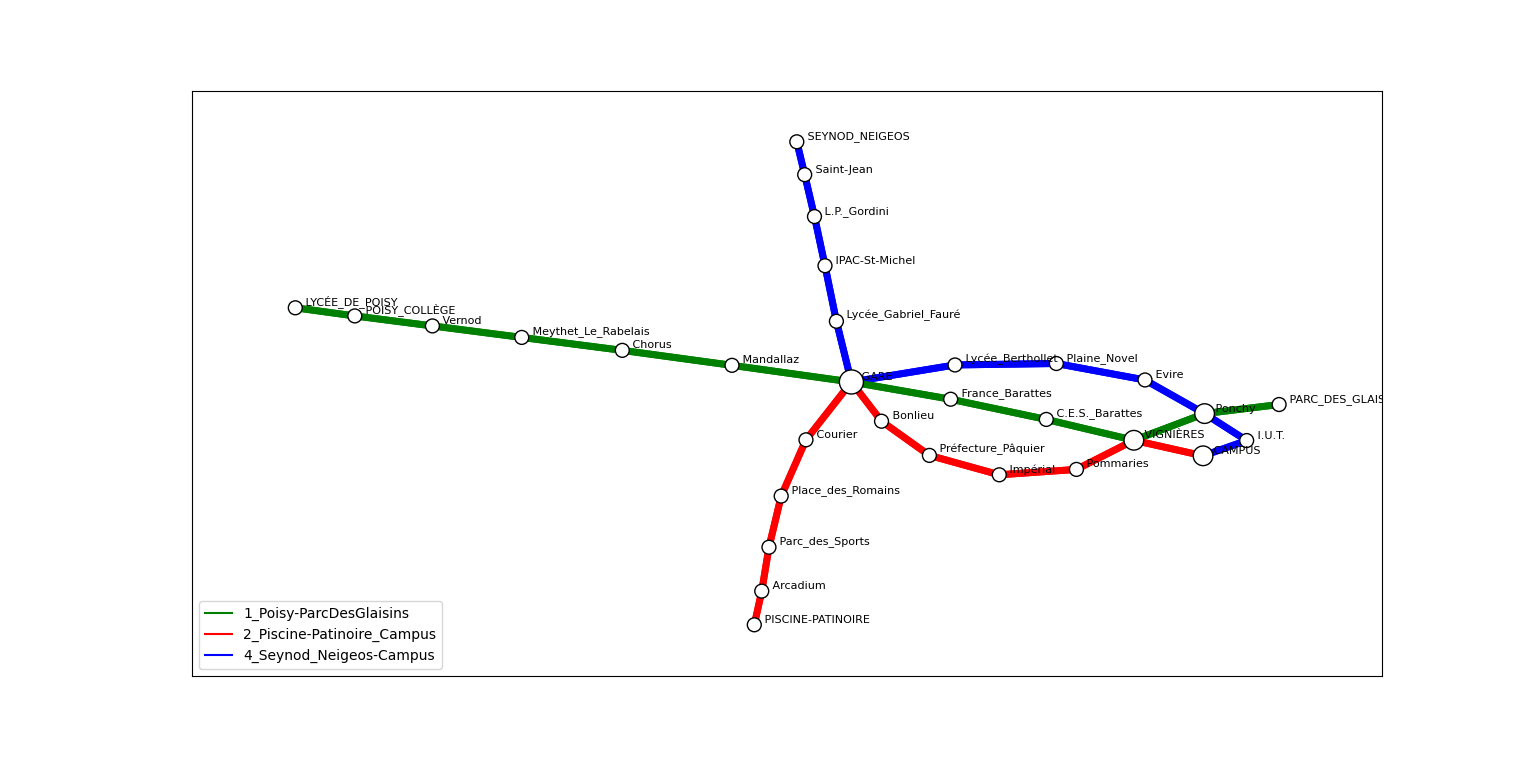 SEYNOD_NEIGEOS
Saint-Jean
L.P._Gordini
IPAC-St-Michel
LYCÉE_DE_POISY
POISY_COLLÈGE
Vernod
Lycée_Gabriel_Fauré
Meythet_Le_Rabelais
Chorus
Mandallaz
Lycée_Berthollet
Plaine_Novel
Evire
GARE
France_Barattes
C.E.S._Barattes
Ponchy
PARC_DES_GLAIS
Bonlieu
Courier
VIGNIÈRES
I.U.T.
Préfecture_Pâquier
CAMPUS
Impérial
Pommaries
Place_des_Romains
Parc_des_Sports
Arcadium
PISCINE-PATINOIRE
1_Poisy-ParcDesGlaisins
2_Piscine-Patinoire_Campus
4_Seynod_Neigeos-Campus